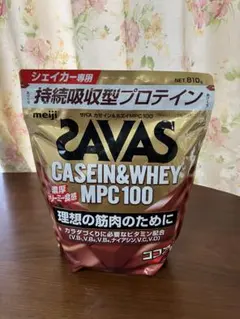 シェイカー専用
NET 810g
持続吸収型プロテイン
meiji
ザバス カゼイン&ホエイMPC100
SAVAS
CASEIN&WHEY
MPC100
濃厚
クリーミー食感
理想の筋肉のために
カラダづくりに必要なビタミン配合
(V.B₁,V.B₂,V.B₆,ナイアシン,V.C,V.D)
ココア